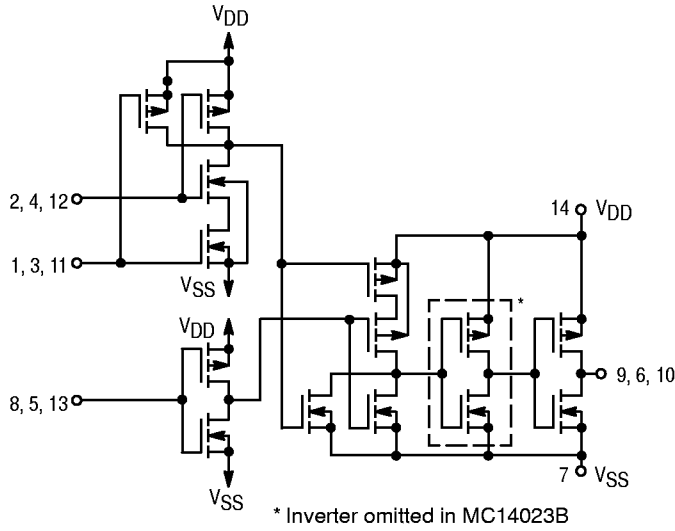 VDD
2, 4, 12
1, 3, 11
VSS
VDD
8, 5, 13
VSS
14 VDD
*
9, 6, 10
7 VSS
* Inverter omitted in MC14023B